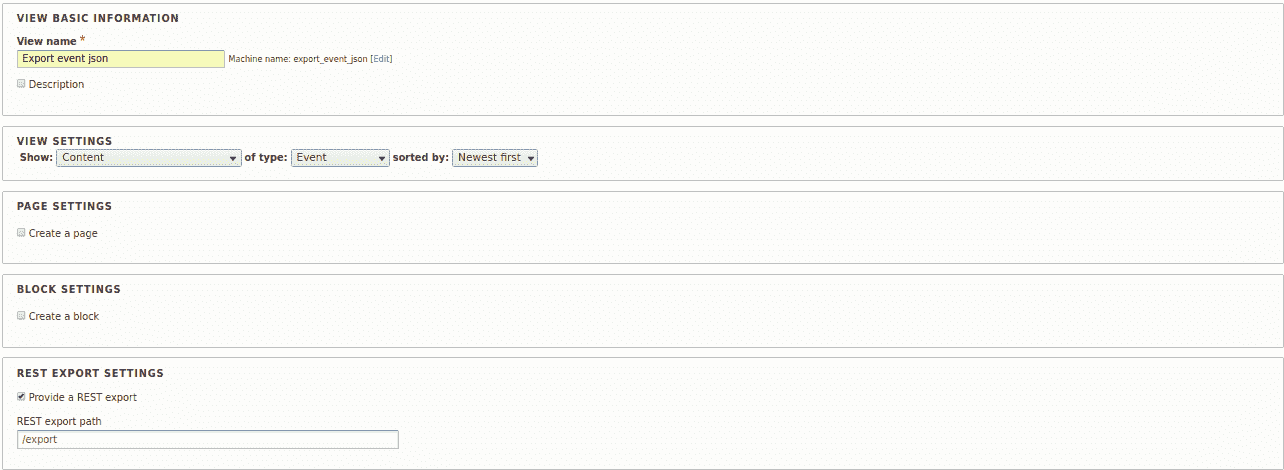 VIEW BASIC INFORMATION
View name *
Export event json Machine name: export_event_json [Edit]
Description
VIEW SETTINGS
Show: Content of type: Event sorted by: Newest first
PAGE SETTINGS
Create a page
BLOCK SETTINGS
Create a block
REST EXPORT SETTINGS
Provide a REST export
REST export path
/export